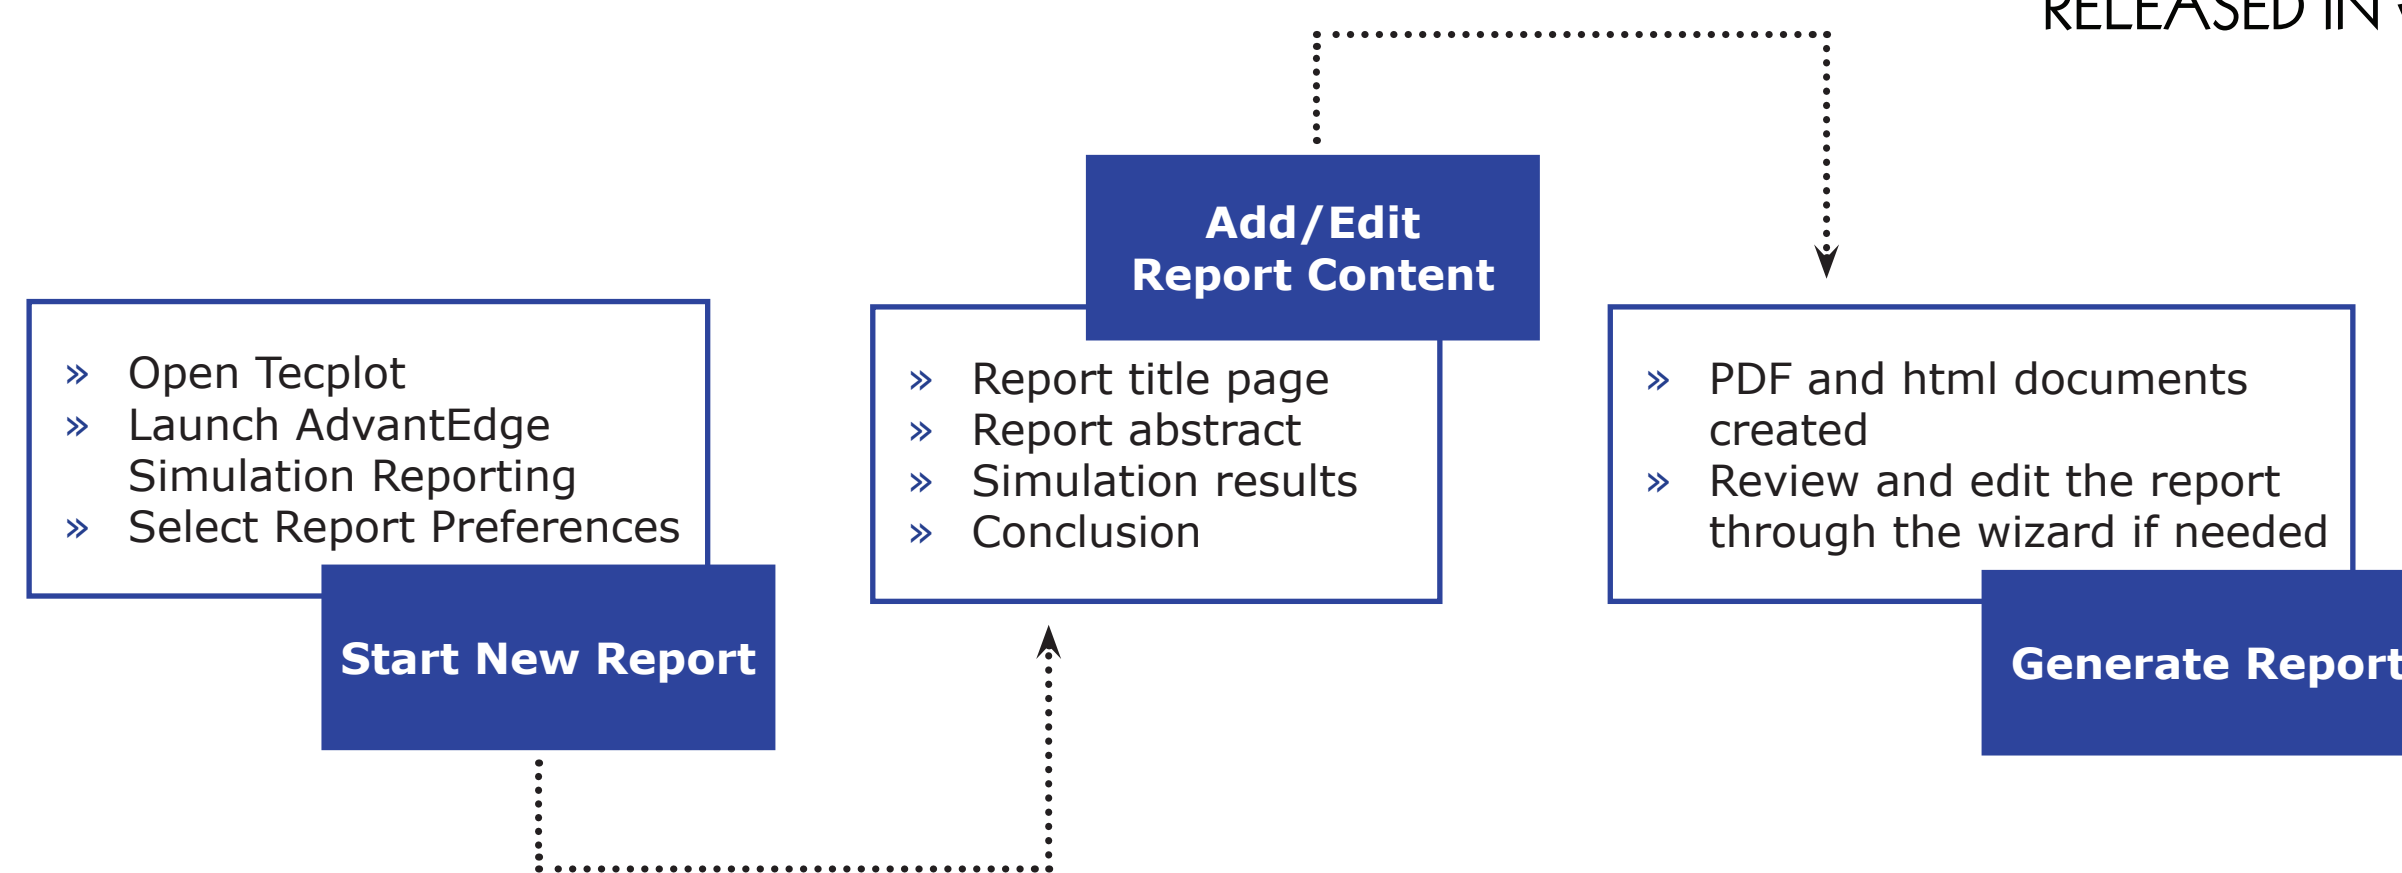 RELEASED IN
Add/Edit
Report Content
» Open Tecplot
» Launch AdvantEdge
Simulation Reporting
» Select Report Preferences
Start New Report
» Report title page
» Report abstract
» Simulation results
» Conclusion
» PDF and html documents
created
» Review and edit the report
through the wizard if needed
Generate Report